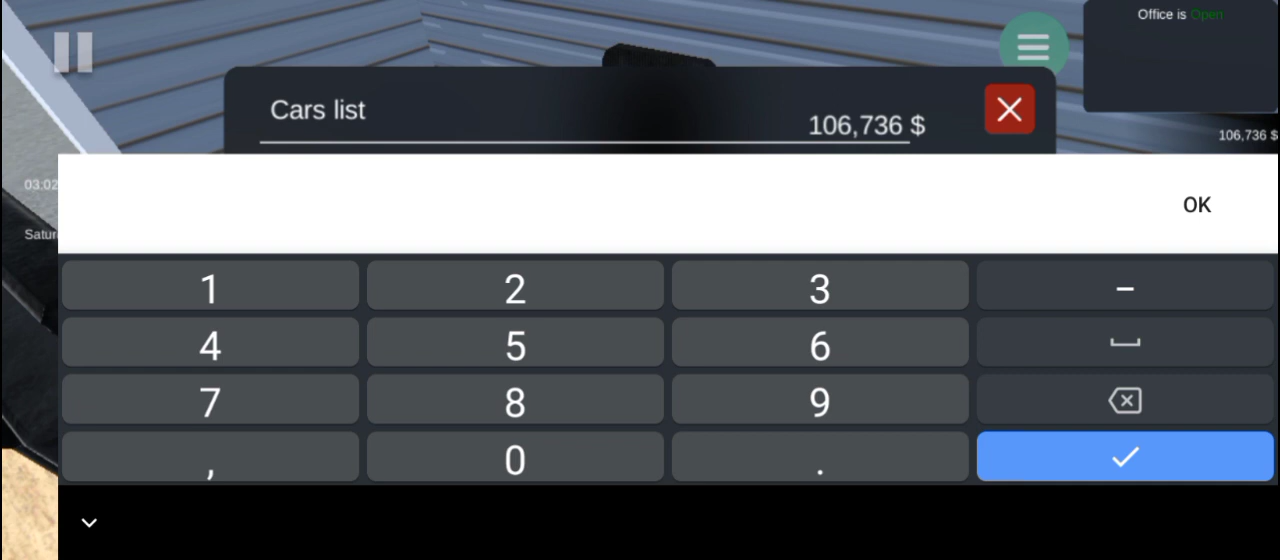 Office is Open
Cars list
106,736 $
106,736 $
03:02
OK
1 2 3 -
4 5 6
7 8 9
, 0 .